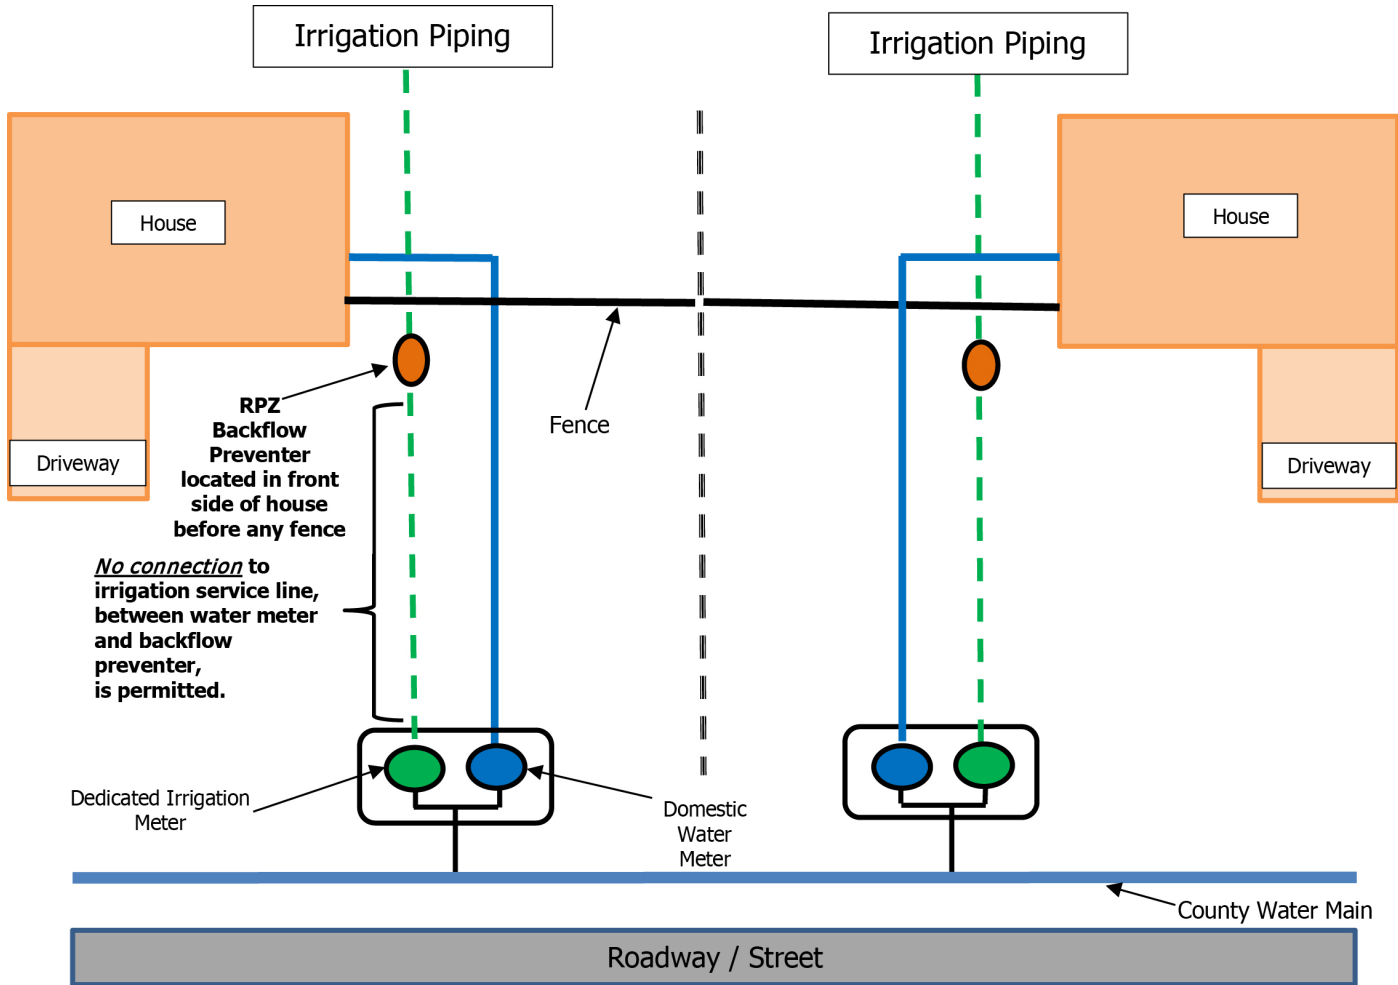 Irrigation Piping
Irrigation Piping
House
House
RPZ
Backflow
Preventer
located in front
side of house
before any fence
Fence
Driveway
Driveway
No connection to
irrigation service line,
between water meter
and backflow
preventer,
is permitted.
Dedicated Irrigation
Meter
Domestic
Water
Meter
County Water Main
Roadway / Street